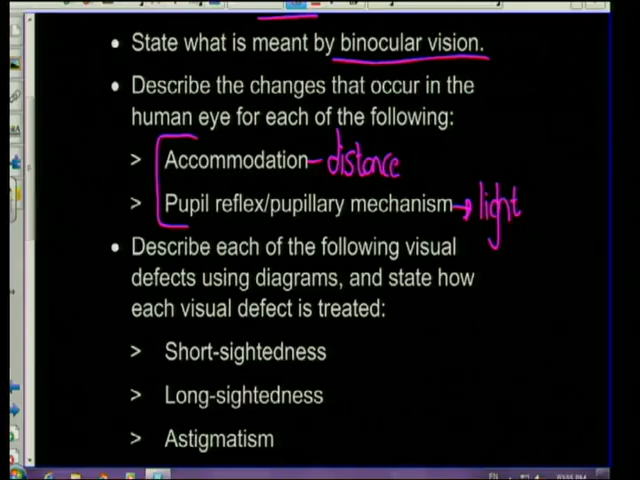 • State what is meant by binocular vision.
• Describe the changes that occur in the
human eye for each of the following:
> Accommodation - distance
> Pupil reflex/pupillary mechanism → light
• Describe each of the following visual
defects using diagrams, and state how
each visual defect is treated:
> Short-sightedness
> Long-sightedness
> Astigmatism